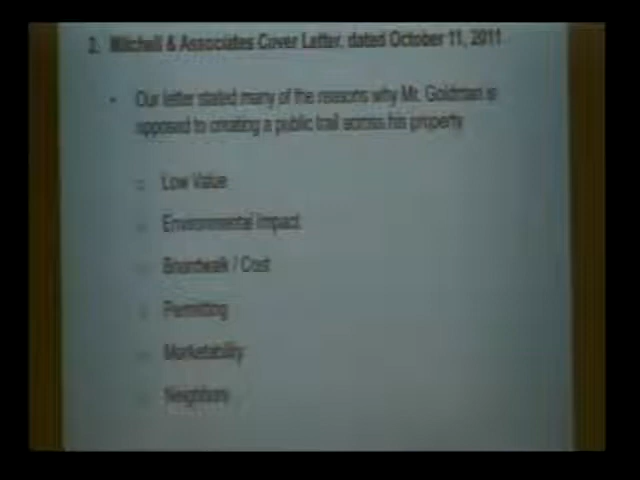 2. Mitchell & Associates Cover Letter, dated October 11, 2011
• Our letter stated many of the reasons why Mr. Goldman is
opposed to creating a public trail across his property
Low Value
Environmental Impact
Boardwalk / Cost
Permitting
Marketability
Neighbors